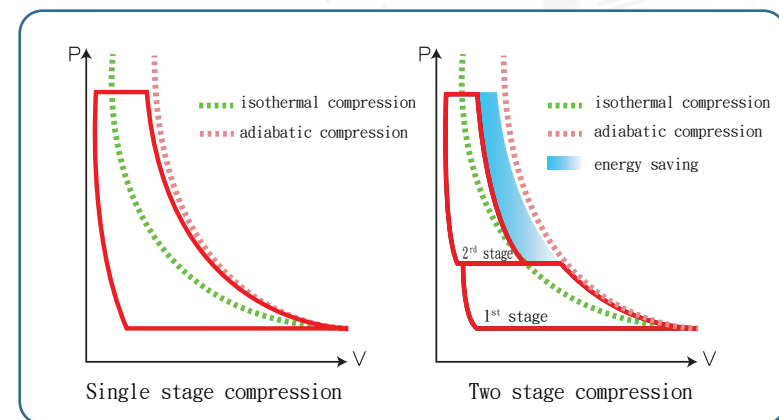 P
isothermal compression
adiabatic compression
V
Single stage compression
P
isothermal compression
adiabatic compression
energy saving
2rd stage
1st stage
V
Two stage compression